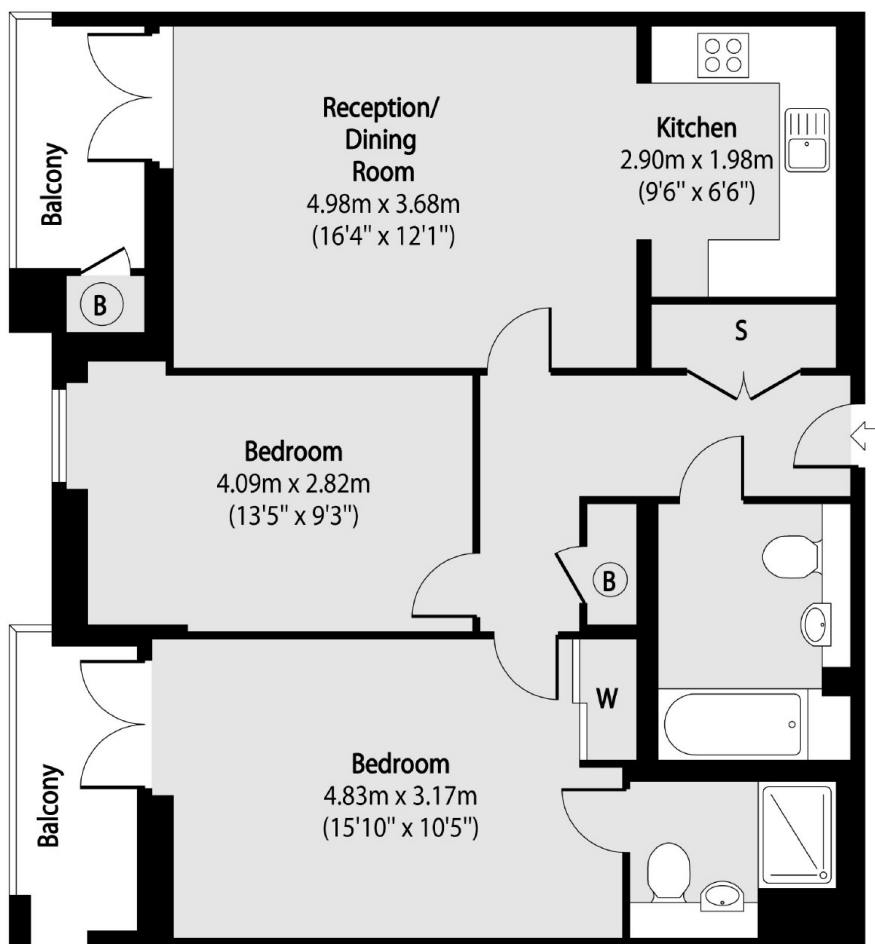 Reception/
Dining
Room
4.98m x 3.68m
(16'4" x 12'1")
Kitchen
2.90m x 1.98m
(9'6" x 6'6")
Balcony
B
S
Bedroom
4.09m x 2.82m
(13'5" x 9'3")
B
W
Bedroom
4.83m x 3.17m
(15'10" x 10'5")
Balcony